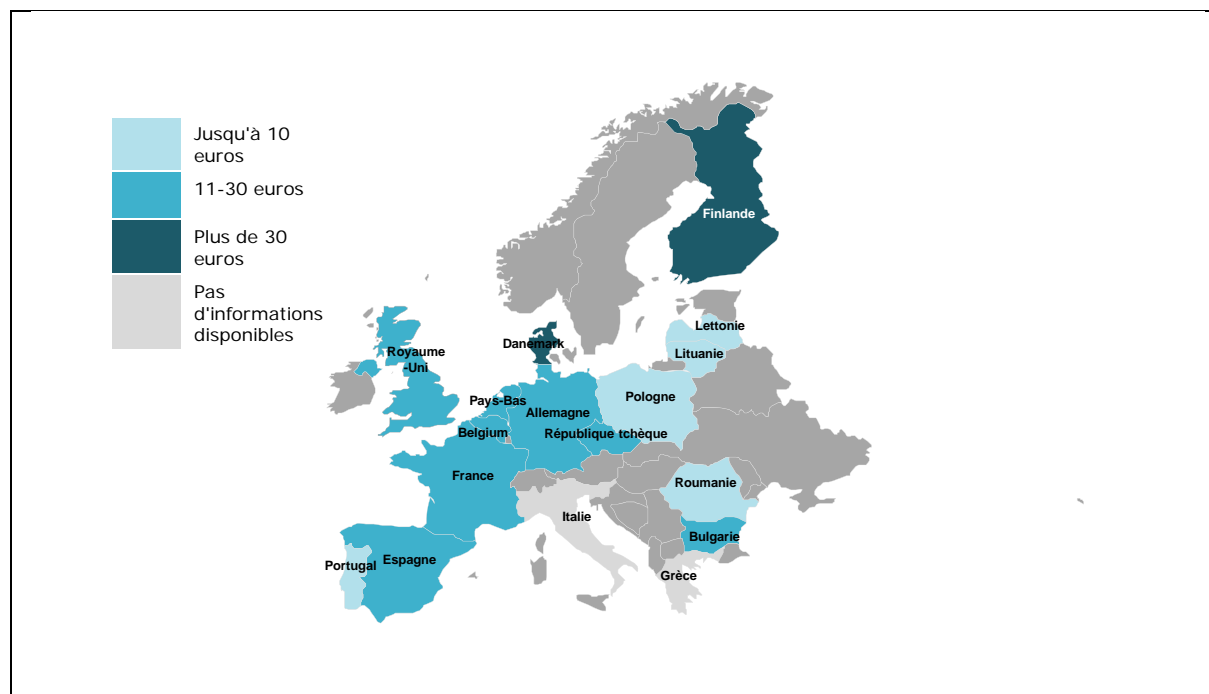 Jusqu'à 10
euros
11-30 euros
Plus de 30
euros
Pas
d'informations
disponibles
Finlande
Lettonie
Danemark
Lituanie
Royaume
-Uni
Pays-Bas
Pologne
Allemagne
Belgium
République tchèque
France
Roumanie
Italie
Bulgarie
Espagne
Portugal
Grèce